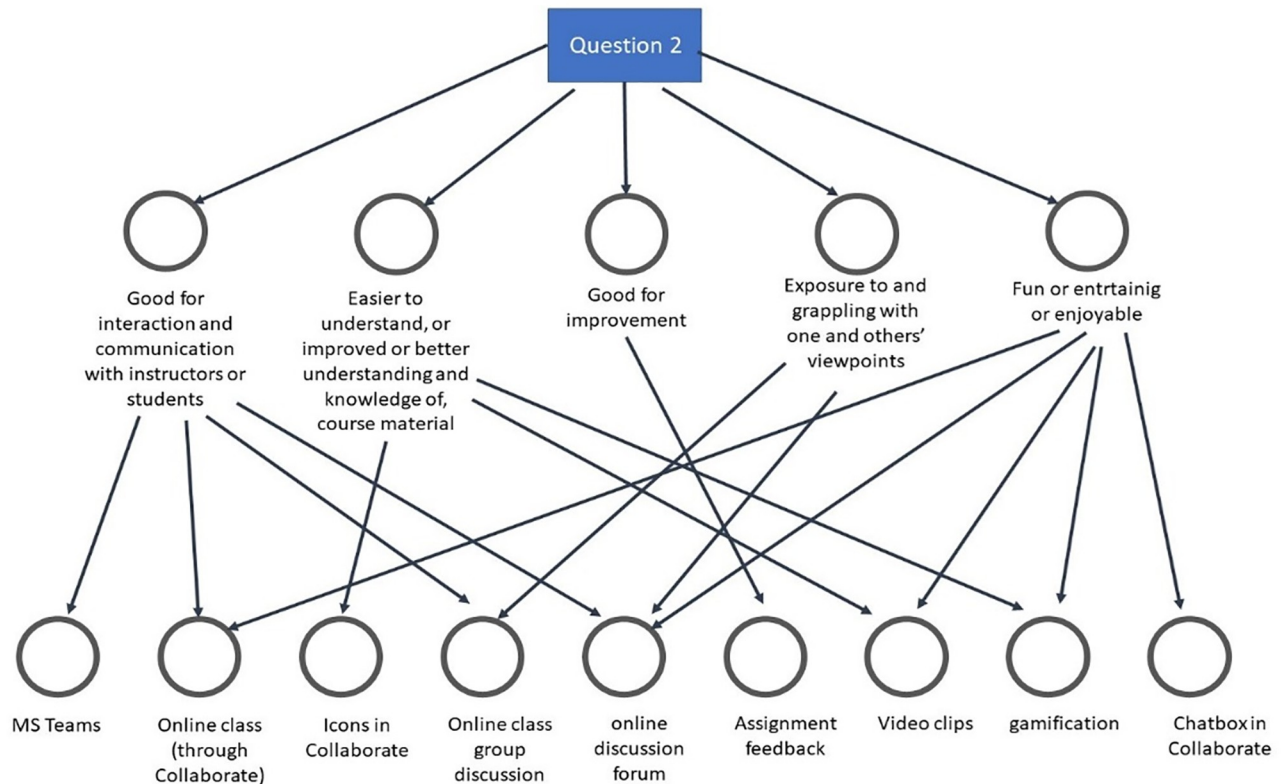 Question 2
Good for
interaction and
communication
with instructors or
students
Easier to
understand, or
improved or better
understanding and
knowledge of,
course material
Good for
improvement
Exposure to and
grappling with
one and others’
viewpoints
Fun or entrtainig
or enjoyable
MS Teams
Online class
(through
Collaborate)
Icons in
Collaborate
Online class
group
discussion
online
discussion
forum
Assignment
feedback
Video clips
gamification
Chatbox in
Collaborate